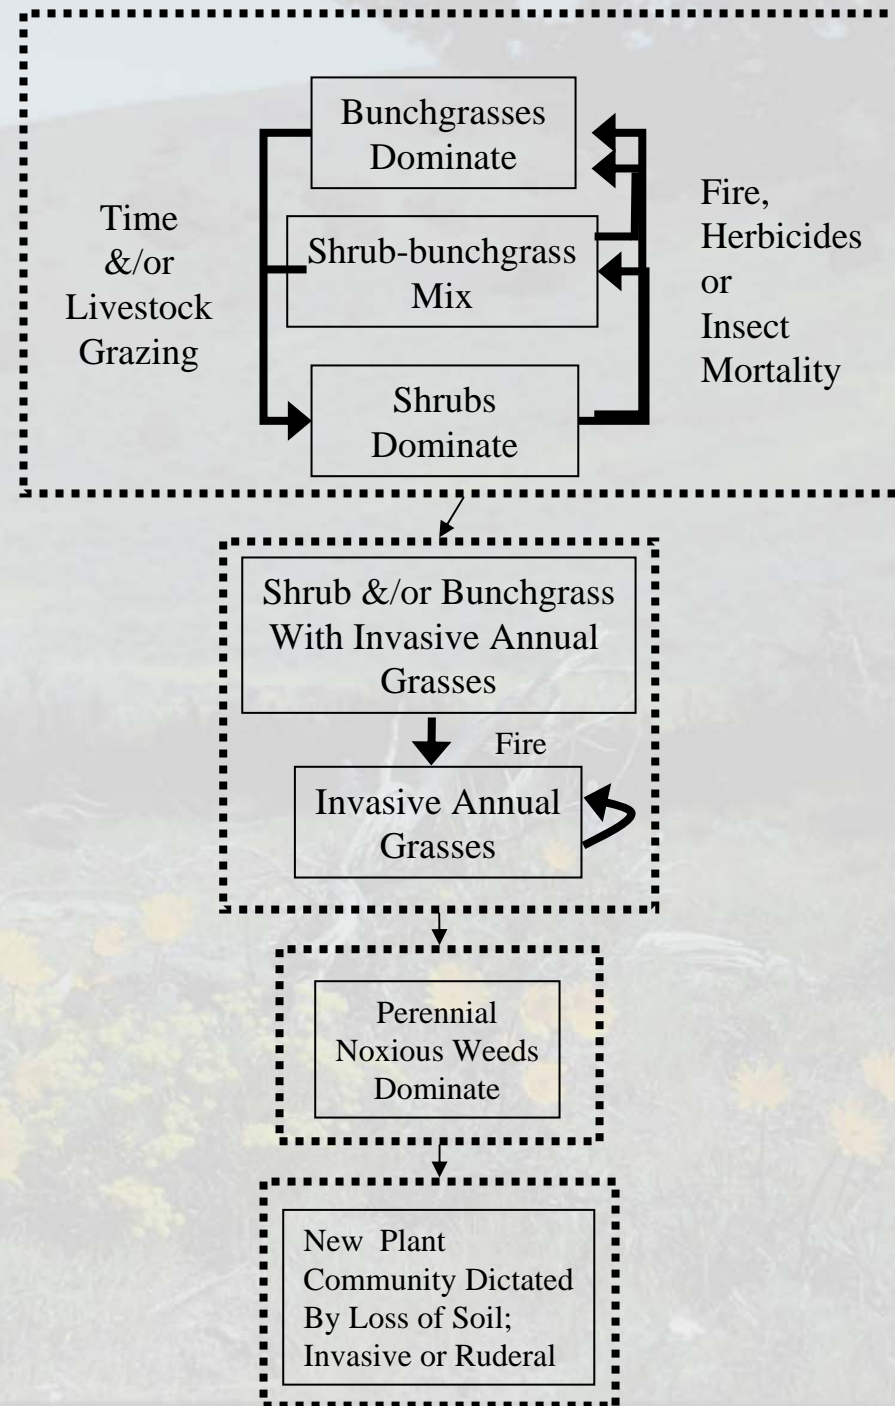 Bunchgrasses
Dominate
Time
&/or
Livestock
Grazing
Shrub-bunchgrass
Mix
Fire,
Herbicides
or
Insect
Mortality
Shrubs
Dominate
Shrub &/or Bunchgrass
With Invasive Annual
Grasses
Fire
Invasive Annual
Grasses
Perennial
Noxious Weeds
Dominate
New Plant
Community Dictated
By Loss of Soil;
Invasive or Ruderal